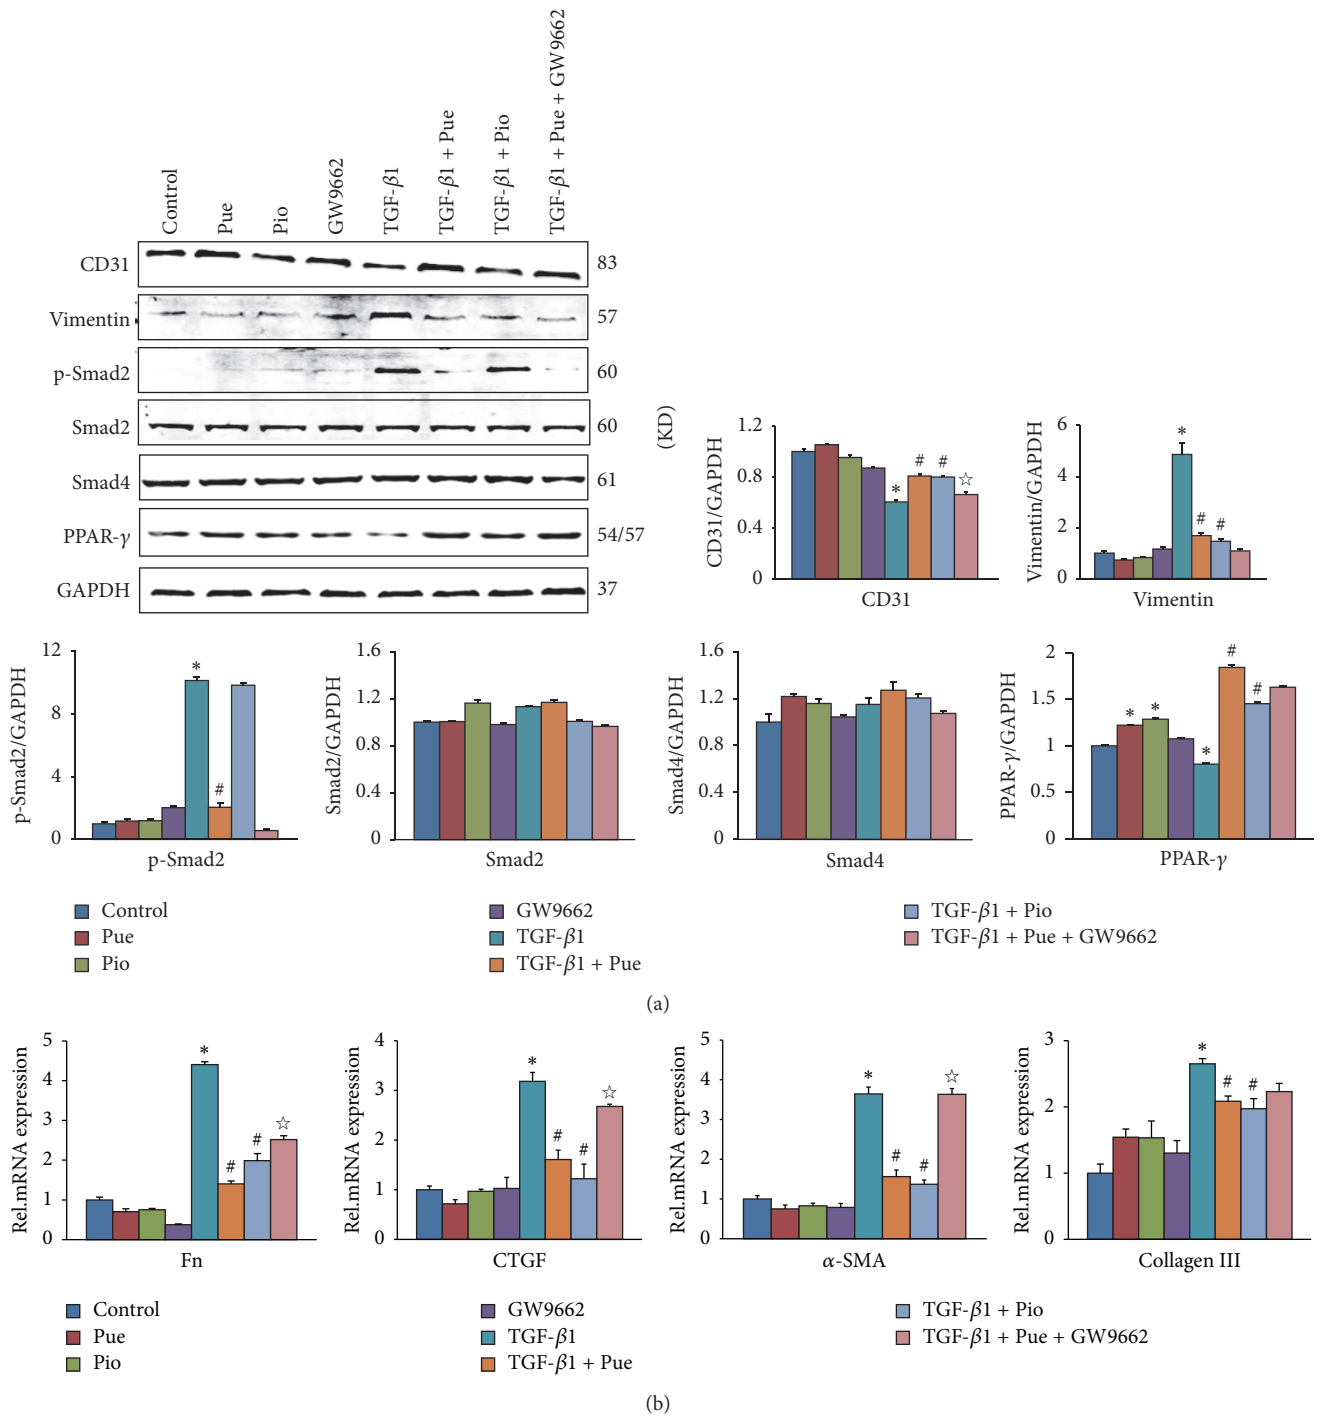 Control
Pue
Pio
GW9662
TGF-β1
TGF-β1 + Pue
TGF-β1 + Pio
TGF-β1 + Pue + GW9662
CD31 83
Vimentin 57
p-Smad2 60
Smad2 60
Smad4 61
PPAR-γ 54/57
GAPDH 37
(KD)
CD31/GAPDH
1.2
0.8
0.4
0
* # # ☆
CD31
Vimentin/GAPDH
6
4
2
0
* # #
Vimentin
p-Smad2/GAPDH
12
8
4
0
* #
p-Smad2
Smad2/GAPDH
1.6
1.2
0.8
0.4
0
Smad2
Smad4/GAPDH
1.6
1.2
0.8
0.4
0
Smad4
PPAR-γ/GAPDH
2
1.5
1
0.5
0
* * * # #
PPAR-γ
Control
Pue
Pio
GW9662
TGF-β1
TGF-β1 + Pue
TGF-β1 + Pio
TGF-β1 + Pue + GW9662
(a)
Rel.mRNA expression
5
4
3
2
1
0
* # # ☆
Fn
Rel.mRNA expression
4
3
2
1
0
* # # ☆
CTGF
Rel.mRNA expression
5
4
3
2
1
0
* # # ☆
α-SMA
Rel.mRNA expression
3
2
1
0
* # #
Collagen III
Control
Pue
Pio
GW9662
TGF-β1
TGF-β1 + Pue
TGF-β1 + Pio
TGF-β1 + Pue + GW9662
(b)